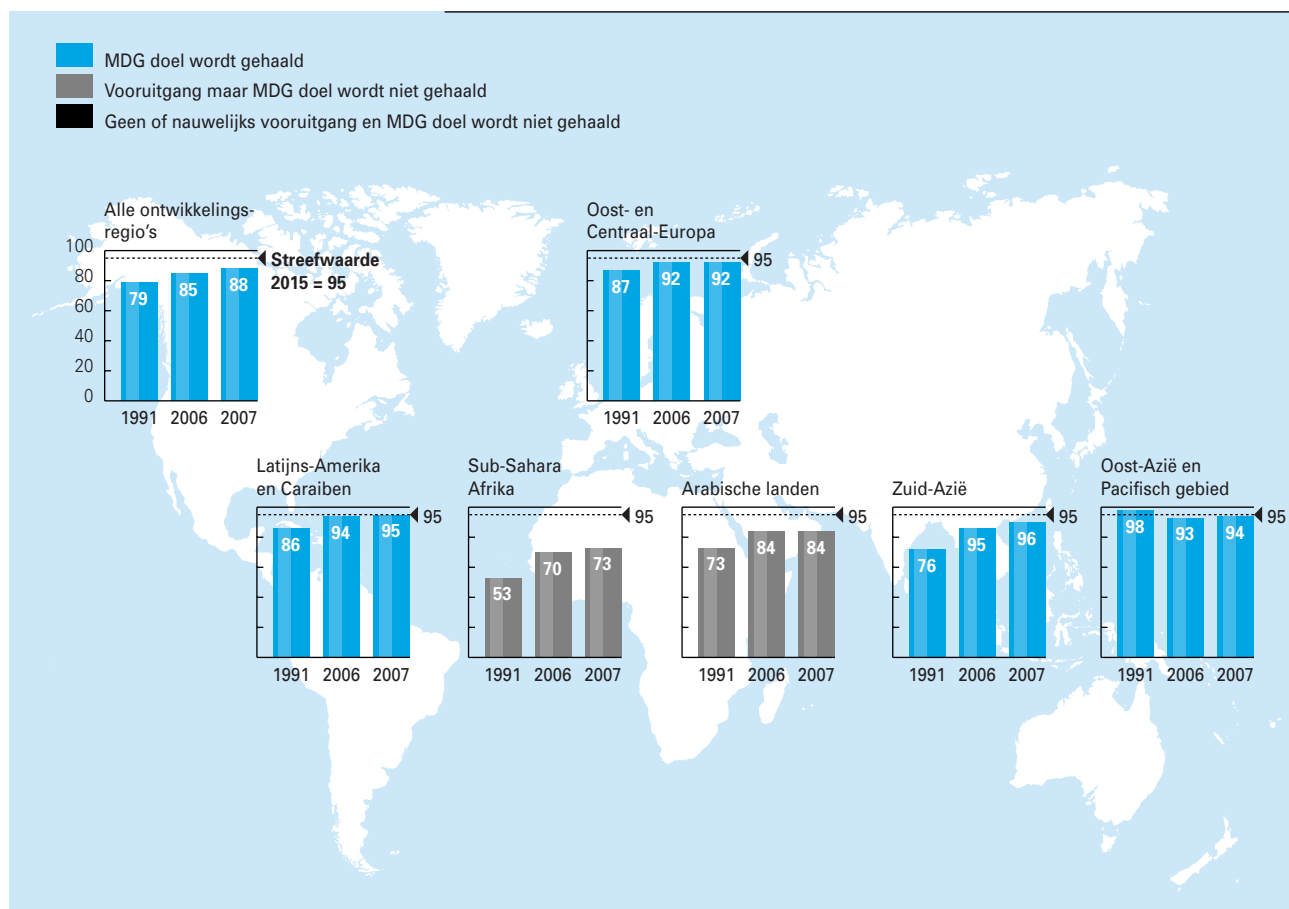 MDG doel wordt gehaald
Vooruitgang maar MDG doel wordt niet gehaald
Geen of nauwelijks vooruitgang en MDG doel wordt niet gehaald
Alle ontwikkelings-
regio's
100
80
60
40
20
0
Streefwaarde
2015 = 95
79 85 88
1991 2006 2007
Oost- en
Centraal-Europa
95
87 92 92
1991 2006 2007
Latijns-Amerika
en Caraiben
95
86 94 95
1991 2006 2007
Sub-Sahara
Afrika
95
53 70 73
1991 2006 2007
Arabische landen
95
73 84 84
1991 2006 2007
Zuid-Azië
95
76 95 96
1991 2006 2007
Oost-Azië en
Pacifisch gebied
95
98 93 94
1991 2006 2007